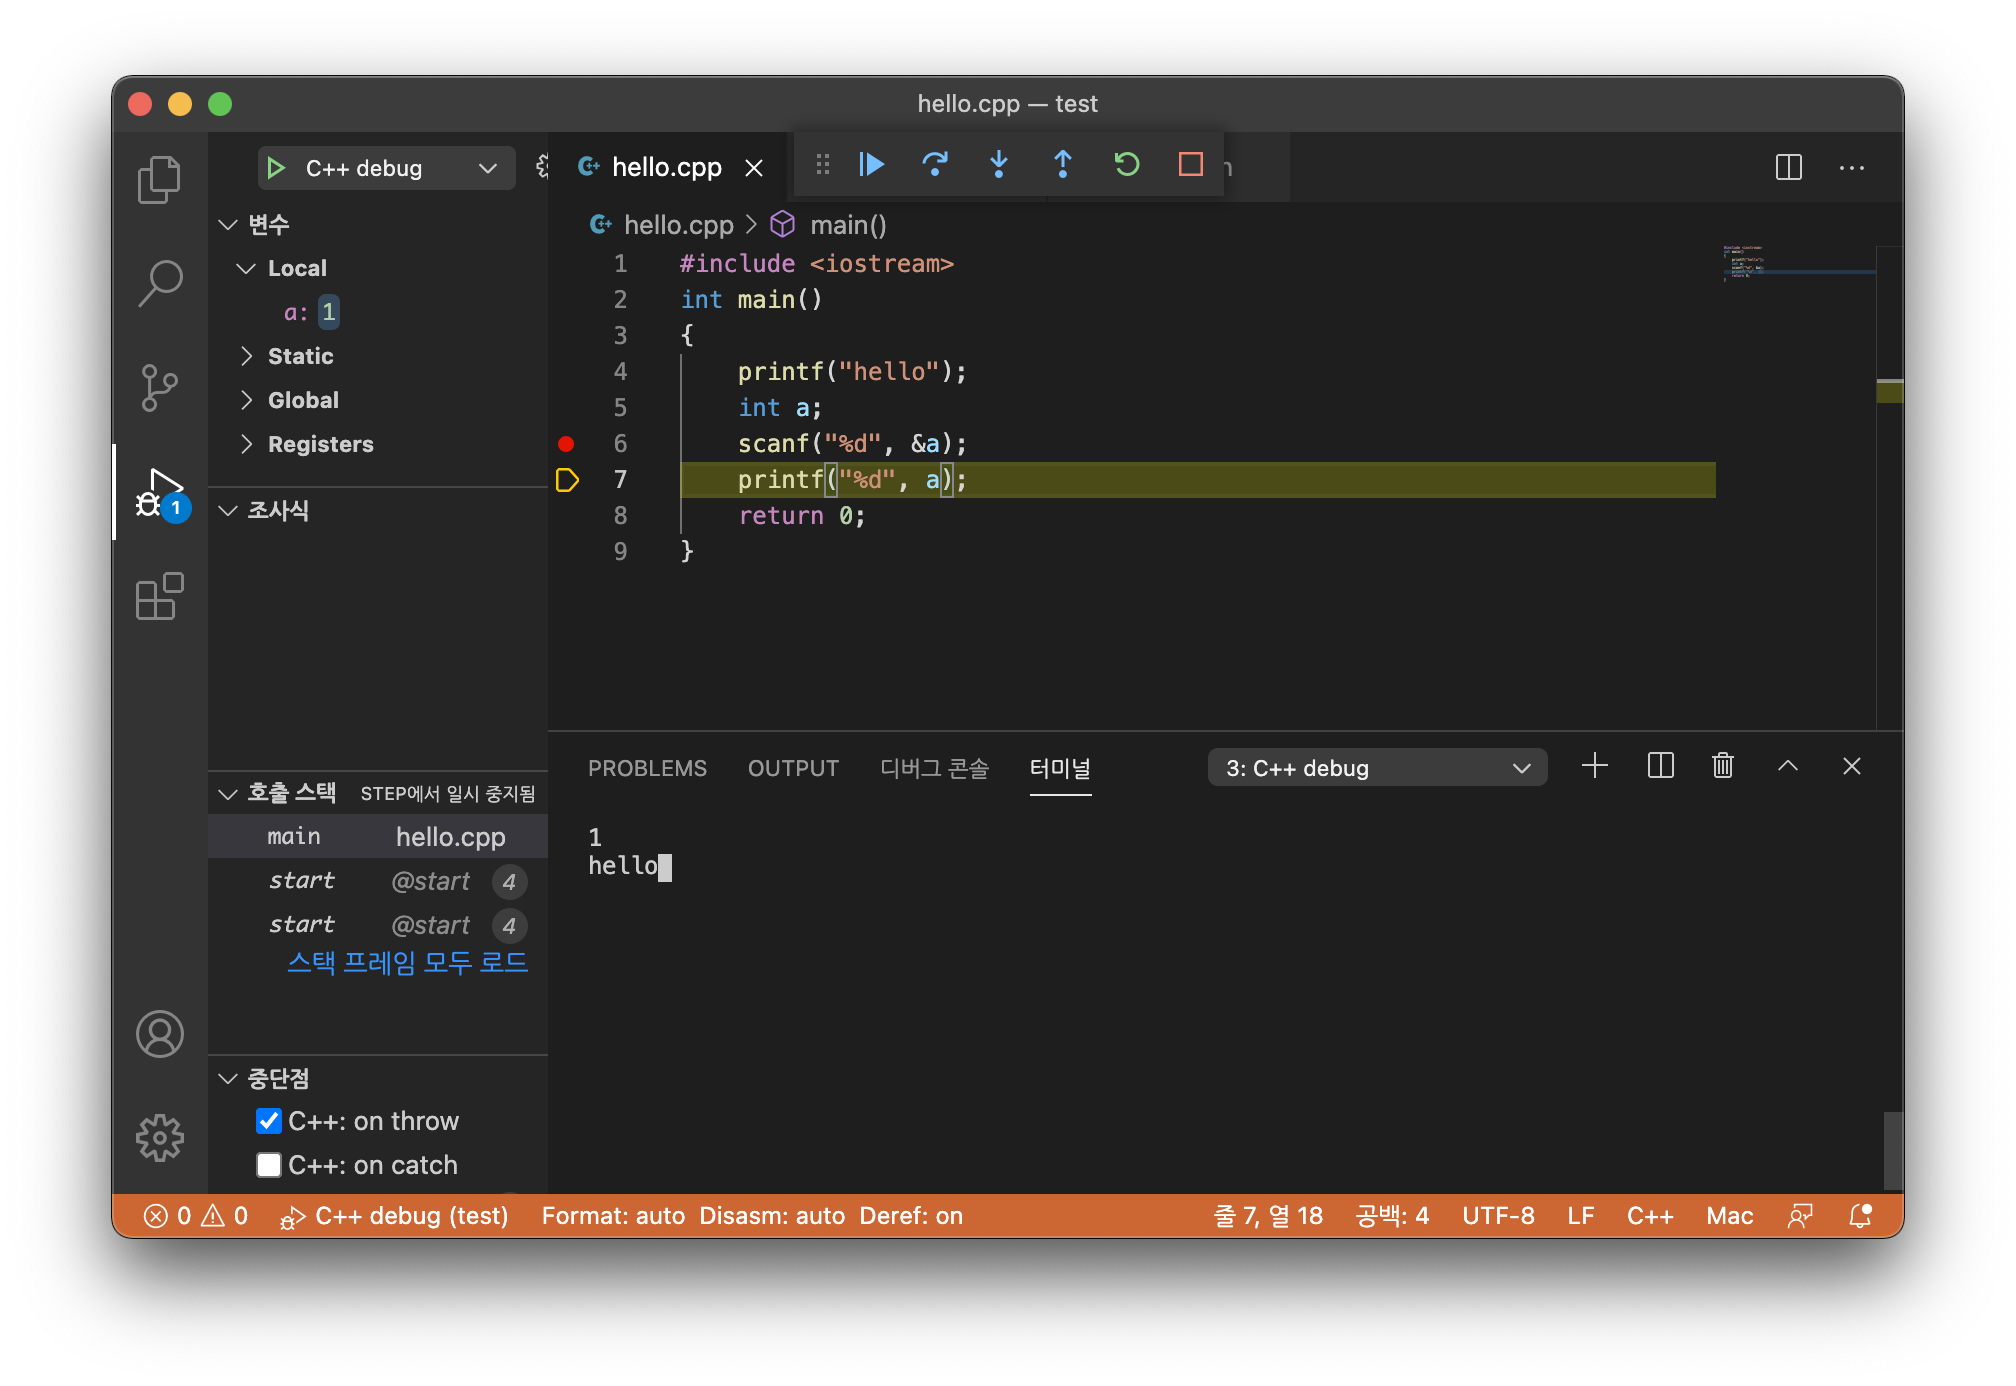 hello.cpp — test
C++ debug
hello.cpp
변수
Local
a: 1
Static
Global
Registers
조사식
호출 스택 STEP에서 일시 중지됨
main hello.cpp
start @start 4
start @start 4
스택 프레임 모두 로드
중단점
C++: on throw
C++: on catch
1
hello.cpp > main()
1 #include <iostream>
2 int main()
3 {
4 printf("hello");
5 int a;
6 scanf("%d", &a);
7 printf("%d", a);
8 return 0;
9 }
PROBLEMS OUTPUT 디버그 콘솔 터미널 3: C++ debug
1
hello
0 0 C++ debug (test) Format: auto Disasm: auto Deref: on 줄 7, 열 18 공백: 4 UTF-8 LF C++ Mac